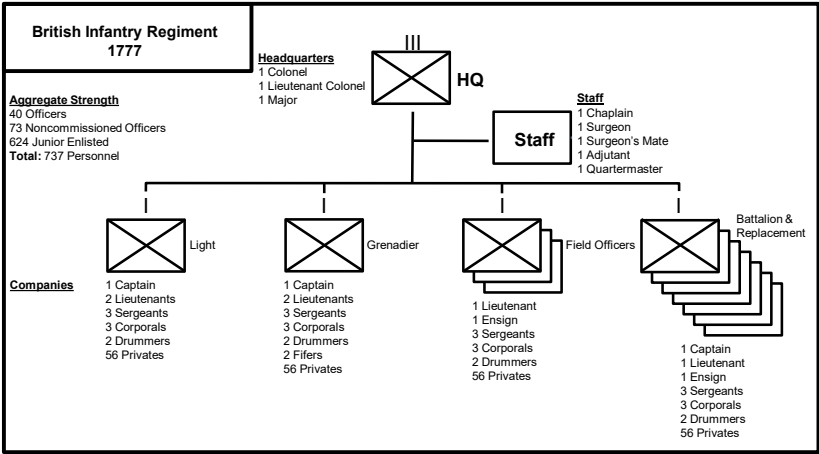 British Infantry Regiment
1777
Headquarters
1 Colonel
1 Lieutenant Colonel
1 Major
HQ
Aggregate Strength
40 Officers
73 Noncommissioned Officers
624 Junior Enlisted
Total: 737 Personnel
Staff
Staff
1 Chaplain
1 Surgeon
1 Surgeon's Mate
1 Adjutant
1 Quartermaster
Light
Grenadier
Field Officers
Battalion &
Replacement
Companies
1 Captain
2 Lieutenants
3 Sergeants
3 Corporals
2 Drummers
56 Privates
1 Captain
2 Lieutenants
3 Sergeants
3 Corporals
2 Drummers
2 Fifers
56 Privates
1 Lieutenant
1 Ensign
3 Sergeants
3 Corporals
2 Drummers
56 Privates
1 Captain
1 Lieutenant
1 Ensign
3 Sergeants
3 Corporals
2 Drummers
56 Privates